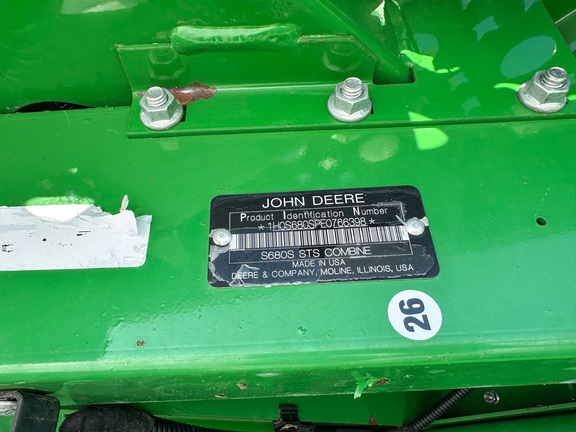 JOHN DEERE
Product Identification Number
*1H0S680SPE0766398*
S680S STS COMBINE
MADE IN USA
DEERE & COMPANY, MOLINE, ILLINOIS, USA
26